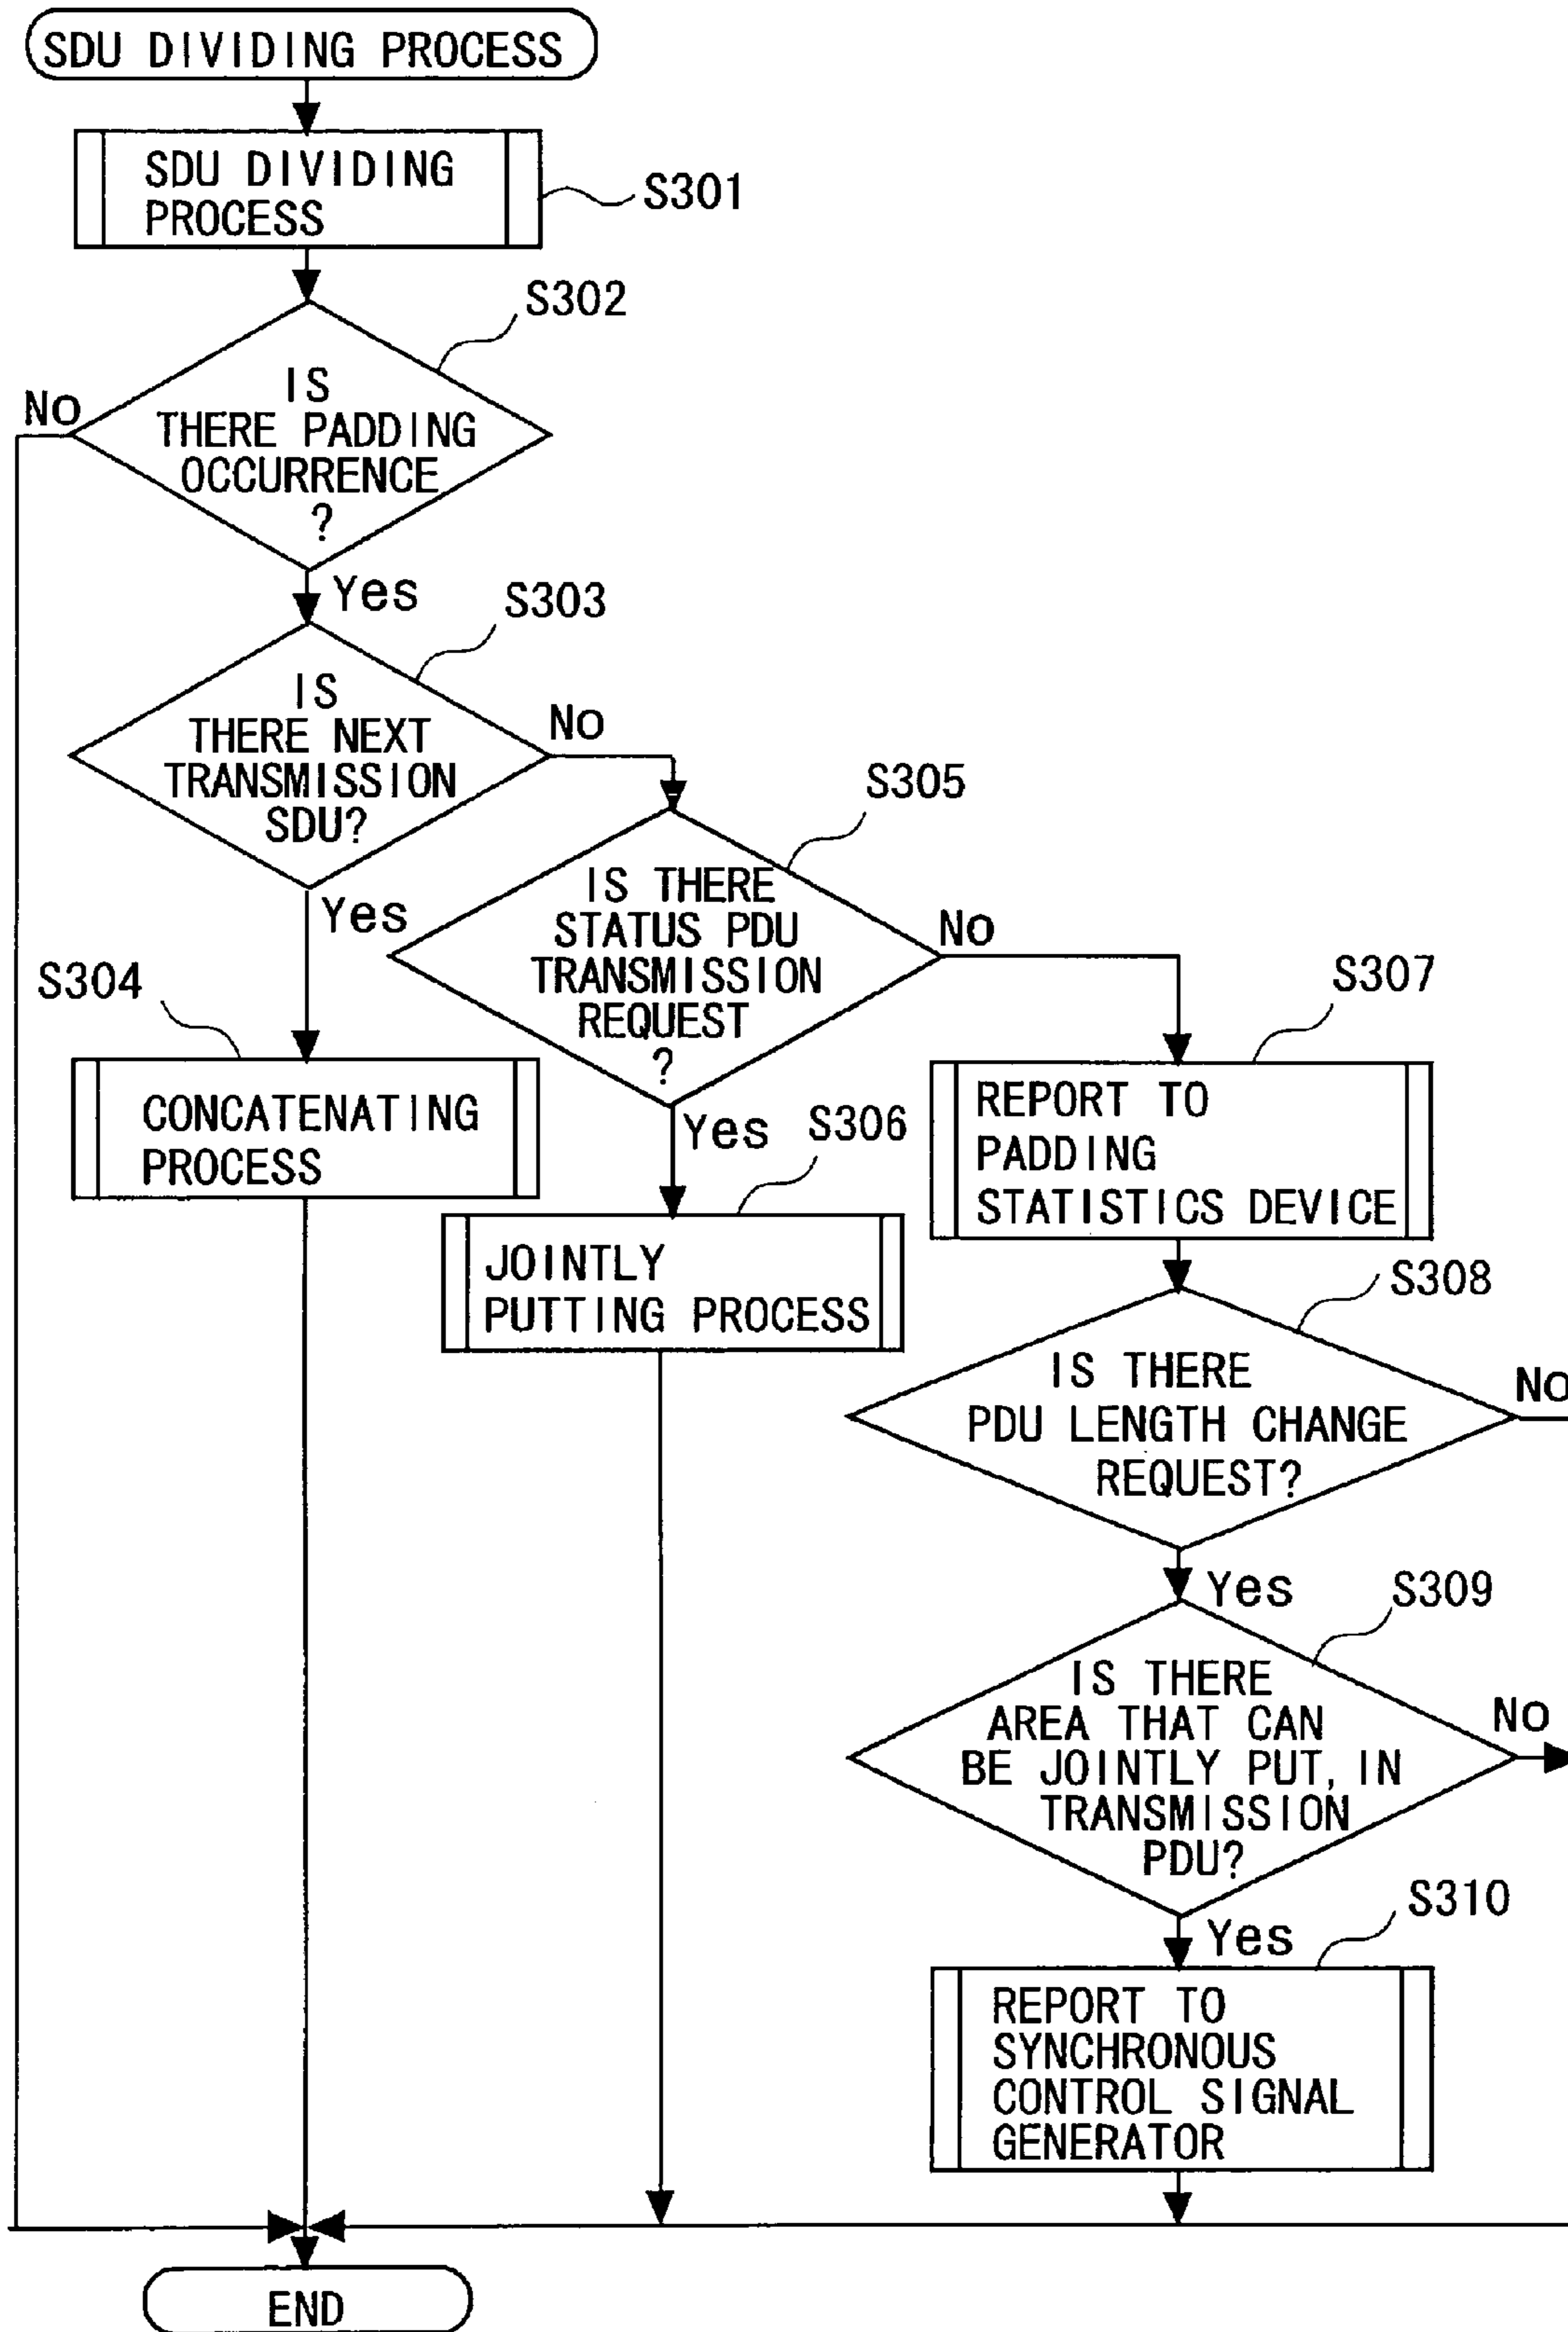 SDU DIVIDING PROCESS
SDU DIVIDING
PROCESS
S301
S302
IS
THERE PADDING
OCCURRENCE
?
No
Yes
S303
IS
THERE NEXT
TRANSMISSION
SDU?
No
Yes
S305
IS THERE
STATUS PDU
TRANSMISSION
REQUEST
?
No
Yes
S304
CONCATENATING
PROCESS
S306
JOINTLY
PUTTING PROCESS
S307
REPORT TO
PADDING
STATISTICS DEVICE
S308
IS THERE
PDU LENGTH CHANGE
REQUEST?
No
Yes
S309
IS THERE
AREA THAT CAN
BE JOINTLY PUT, IN
TRANSMISSION
PDU?
No
Yes
S310
REPORT TO
SYNCHRONOUS
CONTROL SIGNAL
GENERATOR
END